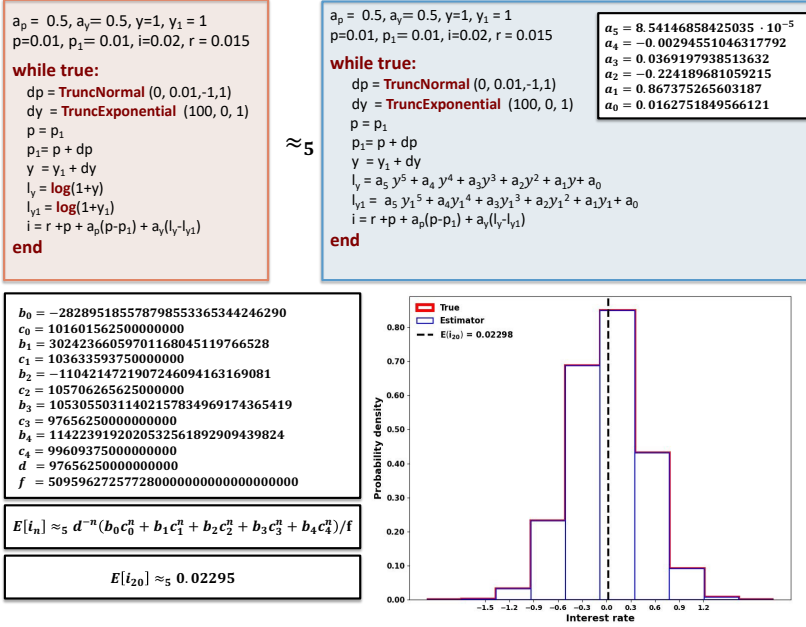 aₚ = 0.5, aᵧ= 0.5, y=1, y₁ = 1
p=0.01, p₁= 0.01, i=0.02, r = 0.015
while true:
dp = TruncNormal (0, 0.01,-1,1)
dy = TruncExponential (100, 0, 1)
p = p₁
p₁= p + dp
y = y₁ + dy
lᵧ = log(1+y)
lᵧ₁ = log(1+y₁)
i = r +p + aₚ(p-p₁) + aᵧ(lᵧ-lᵧ₁)
end
≈₅
aₚ = 0.5, aᵧ= 0.5, y=1, y₁ = 1
p=0.01, p₁= 0.01, i=0.02, r = 0.015
while true:
dp = TruncNormal (0, 0.01,-1,1)
dy = TruncExponential (100, 0, 1)
p = p₁
p₁= p + dp
y = y₁ + dy
lᵧ = a₅ y⁵ + a₄ y⁴ + a₃y³ + a₂y² + a₁y+ a₀
lᵧ₁ = a₅ y₁⁵ + a₄y₁⁴ + a₃y₁³ + a₂y₁² + a₁y₁ + a₀
i = r +p + aₚ(p-p₁) + aᵧ(lᵧ-lᵧ₁)
end
a₅ = 8.54146858425035 · 10⁻⁵
a₄ = −0.00294551046317792
a₃ = 0.0369197938513632
a₂ = −0.224189681059215
a₁ = 0.867375265603187
a₀ = 0.0162751849566121
b₀ = −282895185578798553365344246290
c₀ = 101601562500000000
b₁ = 302423660597011680451197​66528
c₁ = 103633593750000000
b₂ = −1104214721907246094163169081
c₂ = 105706265625000000
b₃ = 105305503114021578349691743​65419
c₃ = 97656250000000000
b₄ = 114223919202053256189290​9439824
c₄ = 99609375000000000
d = 97656250000000000
f = 50959627257728000000000000000000
E[iₙ] ≈₅ d⁻ⁿ(b₀c₀ⁿ + b₁c₁ⁿ + b₂c₂ⁿ + b₃c₃ⁿ + b₄c₄ⁿ)/f
E[i₂₀] ≈₅ 0.02295
True
Estimator
E(i₂₀) = 0.02298
Probability density
0.80
0.70
0.60
0.50
0.40
0.30
0.20
0.10
0.00
-1.5 -1.2 -0.9 -0.6 -0.3 0.0 0.3 0.6 0.9 1.2
Interest rate